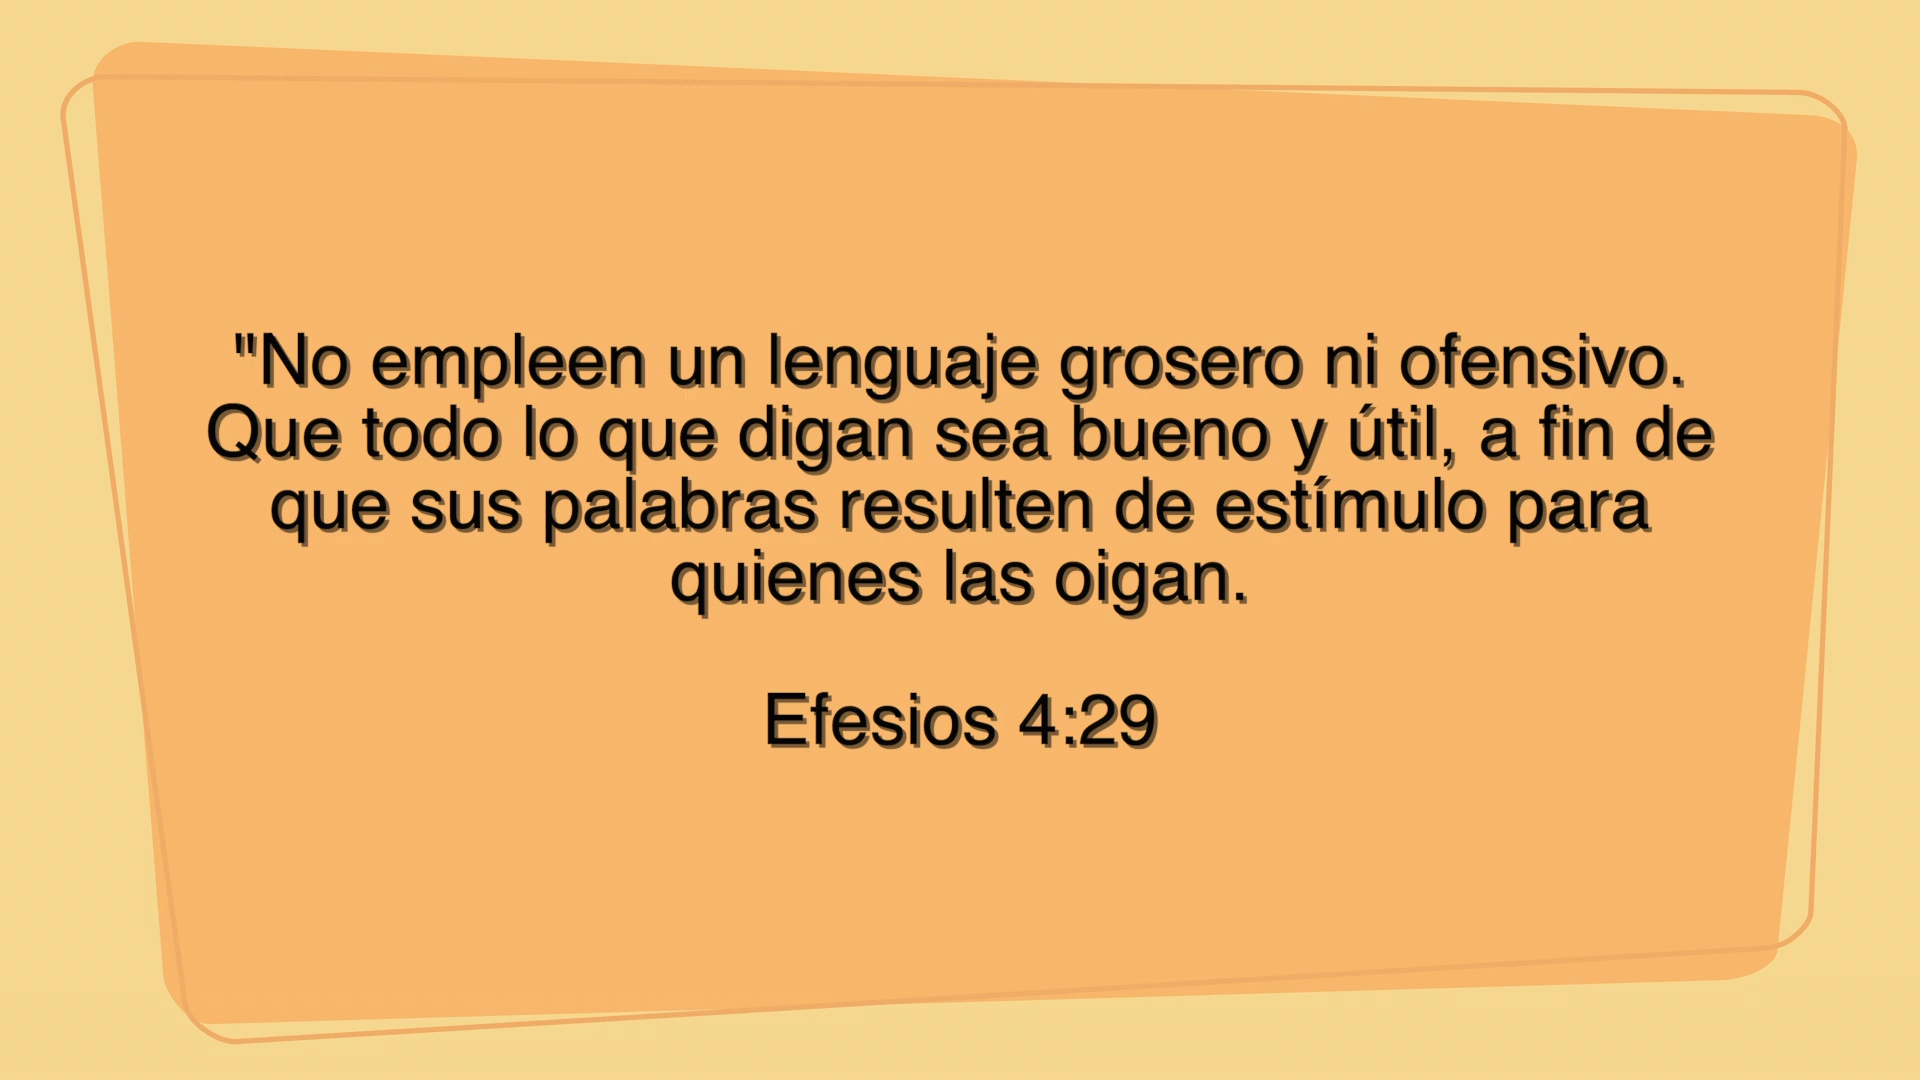 "No empleen un lenguaje grosero ni ofensivo.
Que todo lo que digan sea bueno y útil, a fin de
que sus palabras resulten de estímulo para
quienes las oigan.
Efesios 4:29